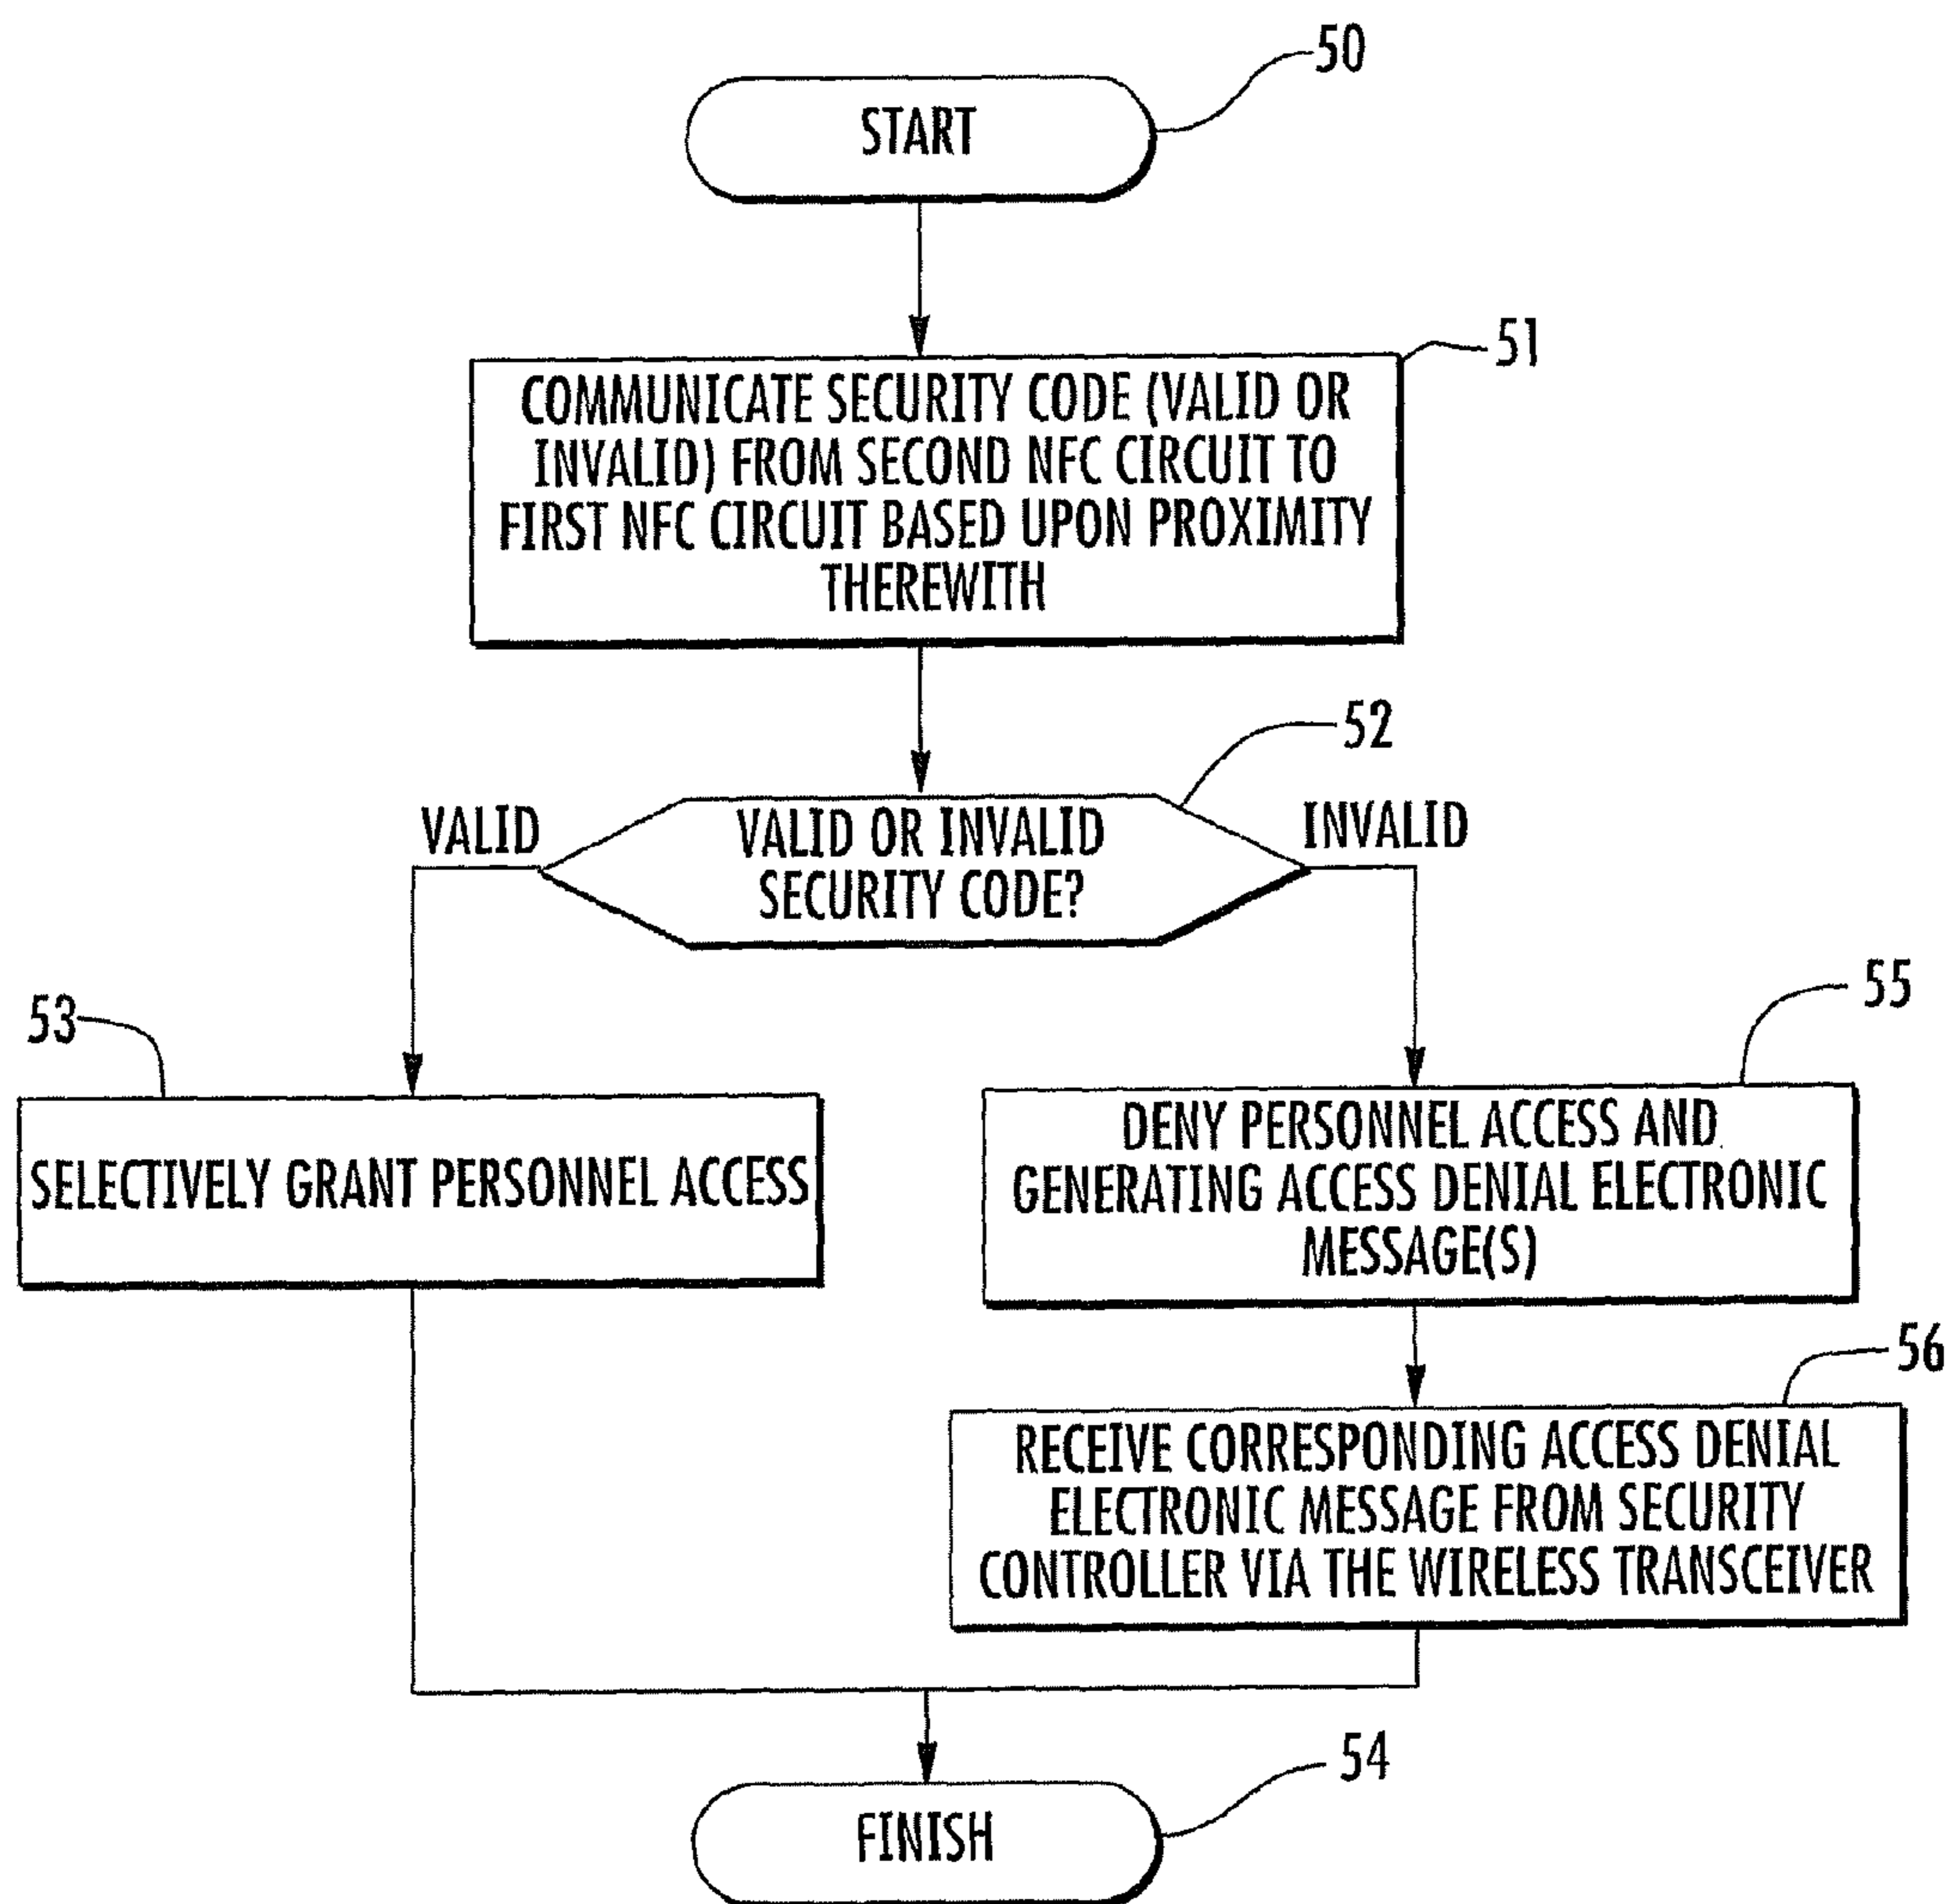 50
START
51
COMMUNICATE SECURITY CODE (VALID OR
INVALID) FROM SECOND NFC CIRCUIT TO
FIRST NFC CIRCUIT BASED UPON PROXIMITY
THEREWITH
52
VALID
VALID OR INVALID
SECURITY CODE?
INVALID
53
SELECTIVELY GRANT PERSONNEL ACCESS
55
DENY PERSONNEL ACCESS AND
GENERATING ACCESS DENIAL ELECTRONIC
MESSAGE(S)
56
RECEIVE CORRESPONDING ACCESS DENIAL
ELECTRONIC MESSAGE FROM SECURITY
CONTROLLER VIA THE WIRELESS TRANSCEIVER
54
FINISH